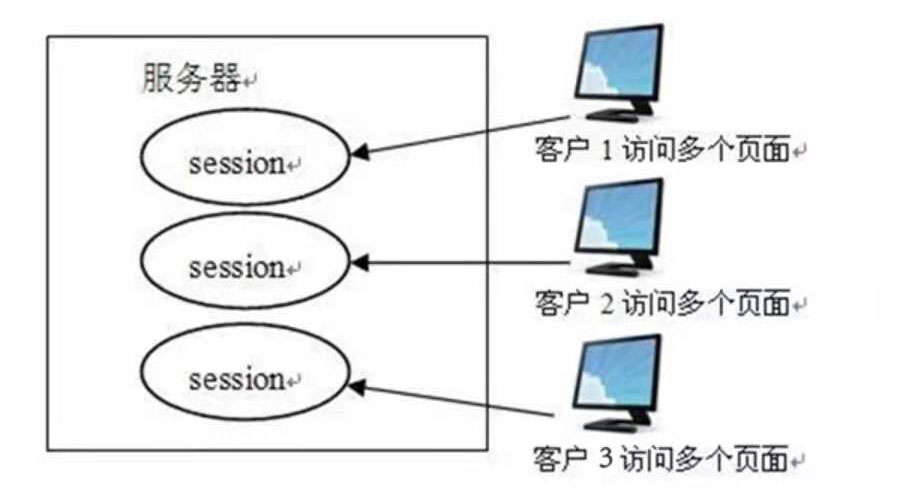 服务器↵
session↵
客户 1 访问多个页面↵
session↵
客户 2 访问多个页面↵
session↵
客户 3 访问多个页面↵